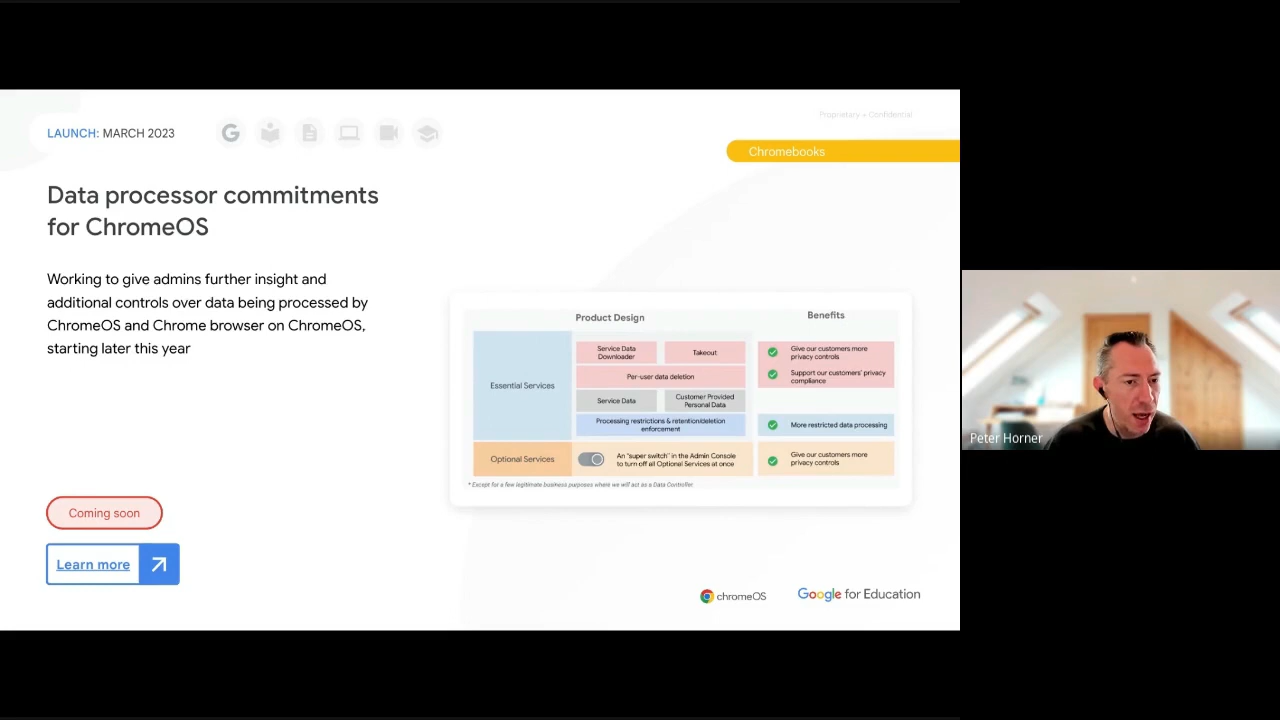 LAUNCH: MARCH 2023
Proprietary + Confidential
Chromebooks
Data processor commitments
for ChromeOS
Working to give admins further insight and
additional controls over data being processed by
ChromeOS and Chrome browser on ChromeOS,
starting later this year
Product Design
Benefits
Essential Services
Service Data
Downloader
Takeout
Per-user data deletion
Service Data
Customer Provided
Personal Data
Processing restrictions & retention/deletion
enforcement
Give our customers more
privacy controls
Support our customers' privacy
compliance
More restricted data processing
Optional Services
An "super switch" in the Admin Console
to turn off all Optional Services at once
Give our customers more
privacy controls
* Except for a few legitimate business purposes where we will act as a Data Controller.
Coming soon
Learn more
chromeOS
Google for Education
Peter Horner